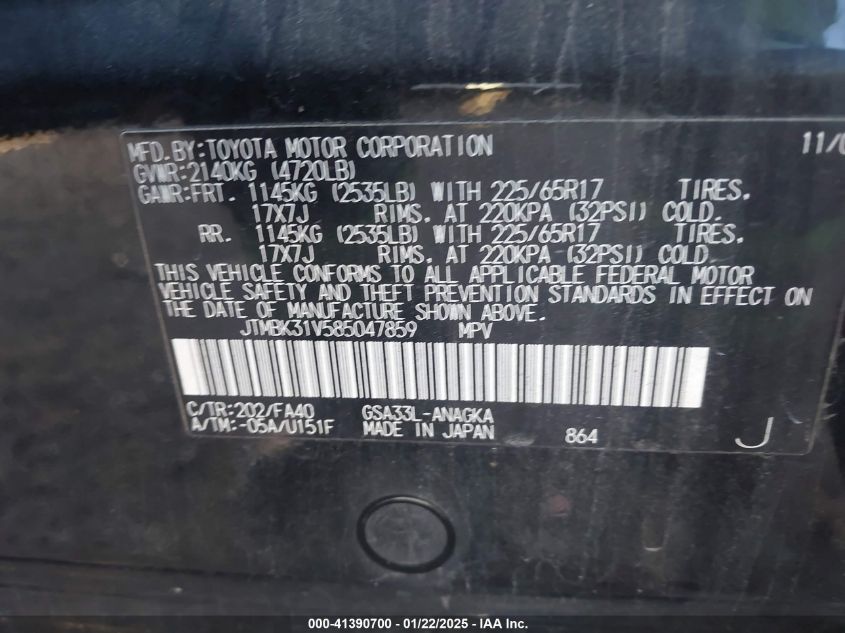 MFD.BY:TOYOTA MOTOR CORPORATION 11/0
GVWR:2140KG (4720LB)
GAWR:FRT. 1145KG (2535LB) WITH 225/65R17 TIRES.
17X7J RIMS. AT 220KPA (32PSI) COLD.
RR. 1145KG (2535LB) WITH 225/65R17 TIRES.
17X7J RIMS. AT 220KPA (32PSI) COLD.
THIS VEHICLE CONFORMS TO ALL APPLICABLE FEDERAL MOTOR
VEHICLE SAFETY AND THEFT PREVENTION STANDARDS IN EFFECT ON
THE DATE OF MANUFACTURE SHOWN ABOVE.
JTMBK31V585047859 MPV
C/TR:202/FA40 GSA33L-ANAGKA
A/TM:-05A/U151F MADE IN JAPAN 864 J
000-41390700 - 01/22/2025 - IAA Inc.